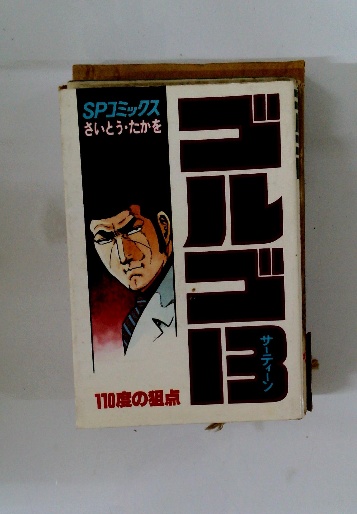 SPコミックス
さいとう・たかを
ゴルゴ13
サーティーン
110度の狙点